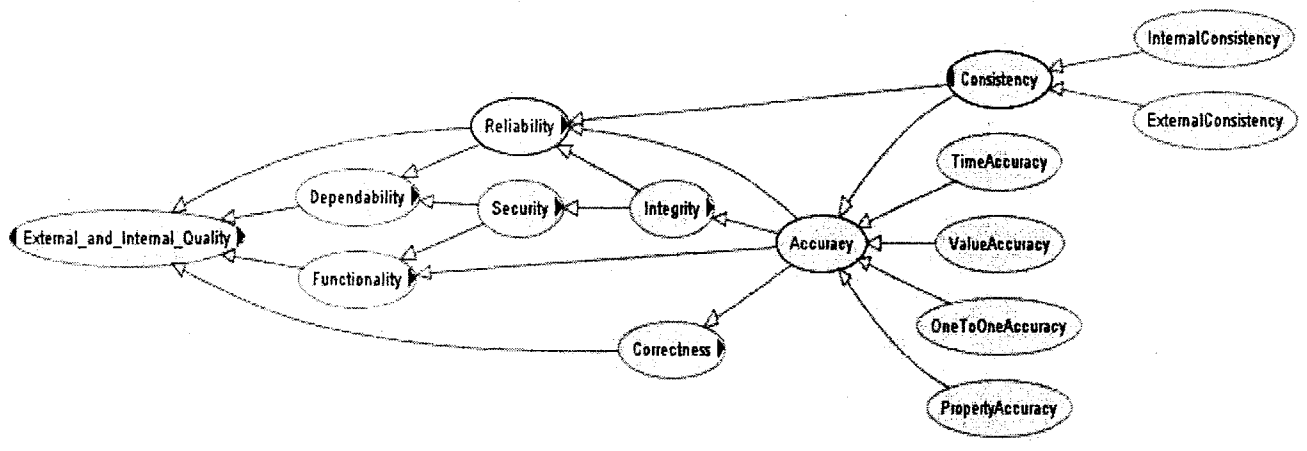 InternalConsistency
Consistency
ExternalConsistency
Reliability
TimeAccuracy
Dependability
Security
Integrity
External_and_Internal_Quality
Accuracy
ValueAccuracy
Functionality
OneToOneAccuracy
Correctness
PropertyAccuracy